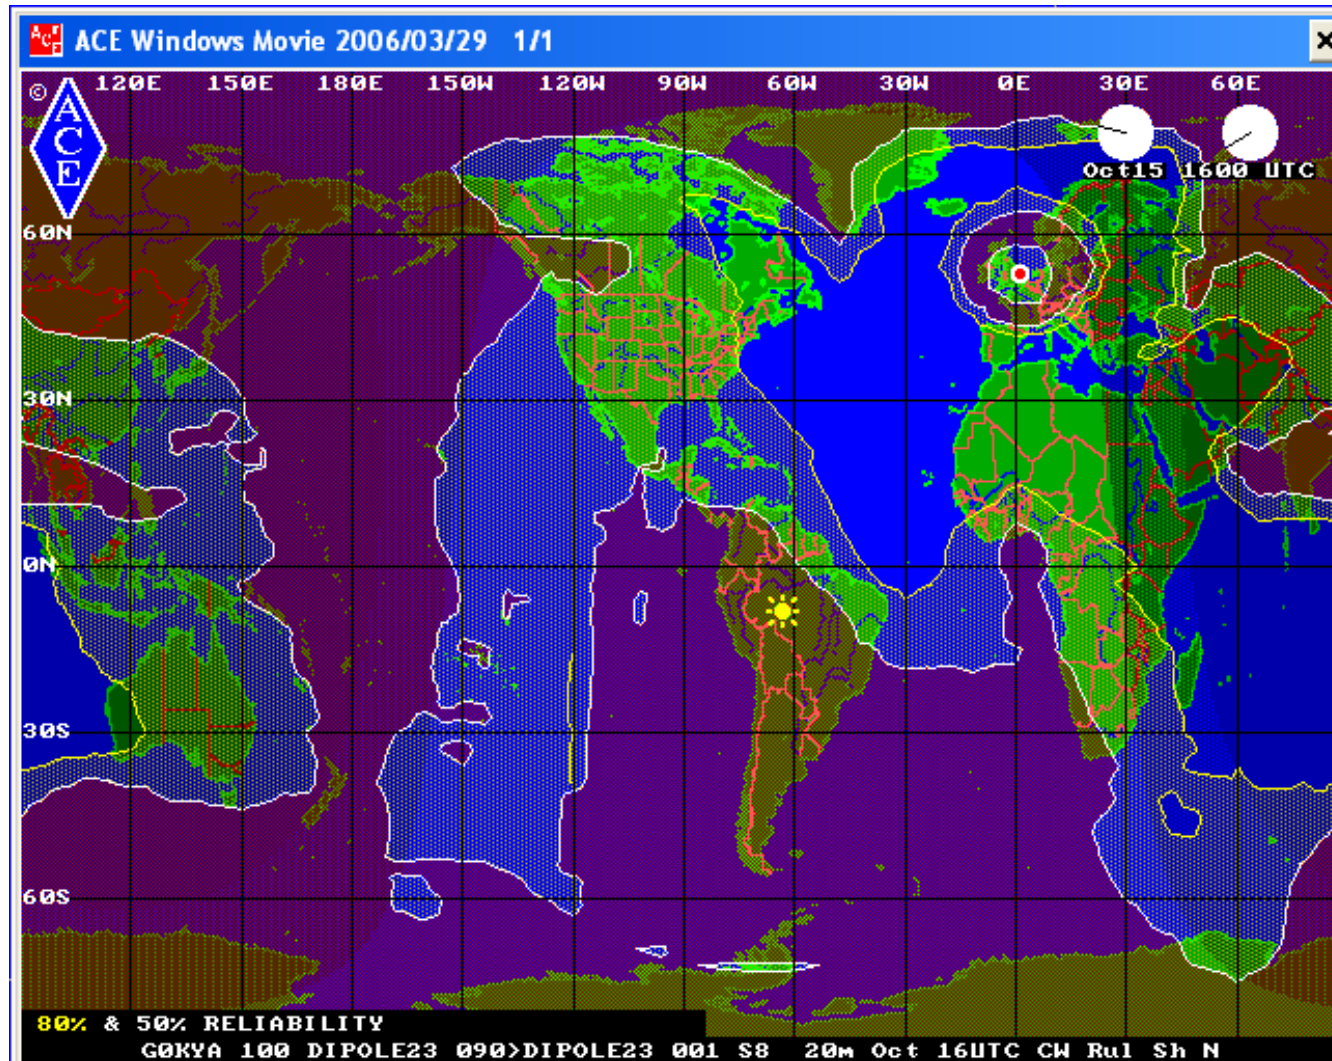 ACE Windows Movie 2006/03/29 1/1
©
ACE
120E 150E 180E 150W 120W 90W 60W 30W 0E 30E 60E
Oct15 1600 UTC
60N
30N
0N
30S
60S
80% & 50% RELIABILITY
G0KYA 100 DIPOLE23 090>DIPOLE23 001 S8 20m Oct 16UTC CW Rul Sh N